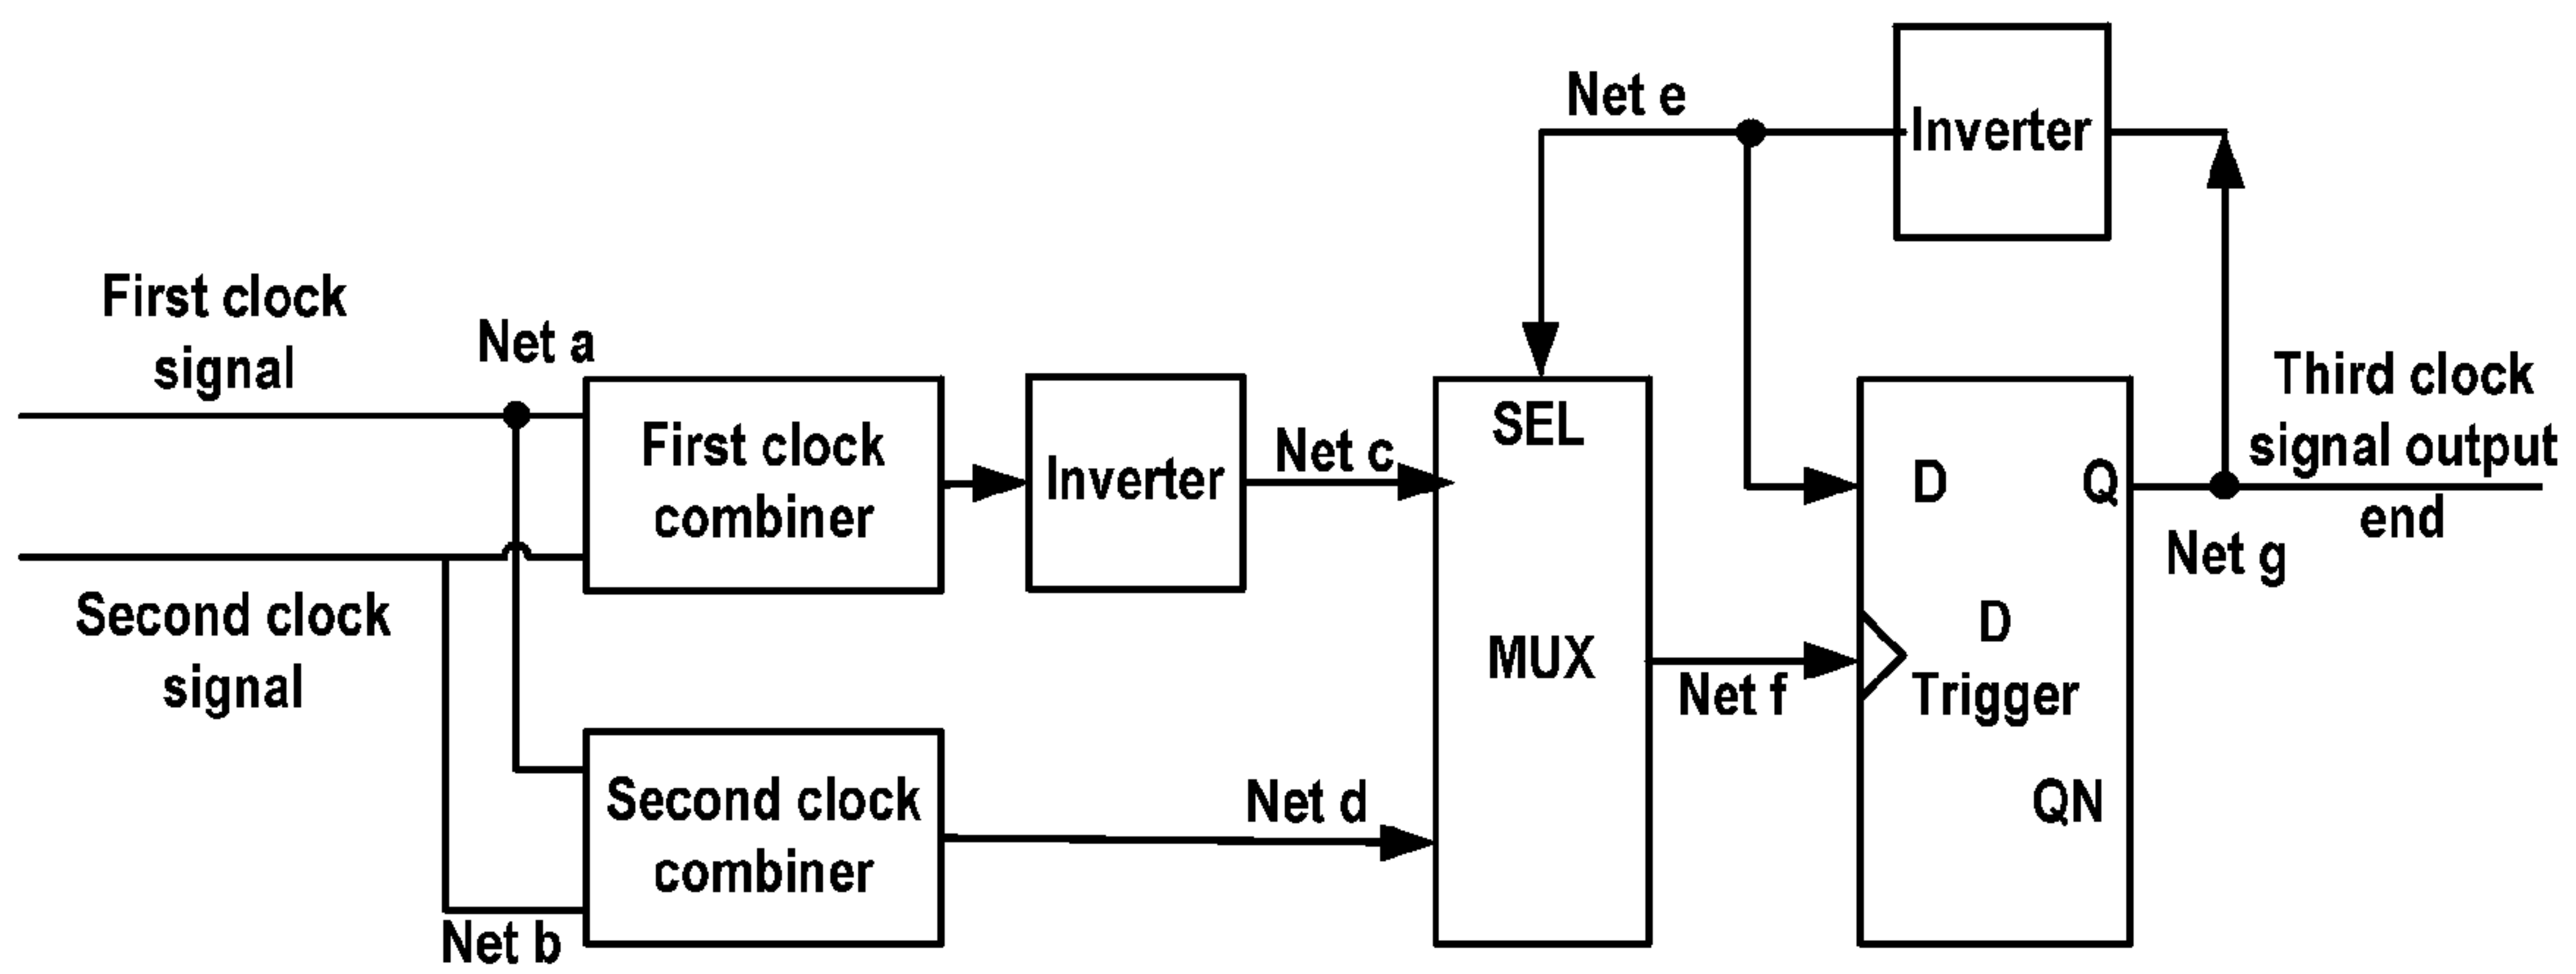 Net e
Inverter
First clock
signal
Net a
First clock
combiner
Inverter
Net c
SEL
MUX
D
Q
Third clock
signal output
end
Net g
Second clock
signal
D
Trigger
QN
Net f
Second clock
combiner
Net d
Net b